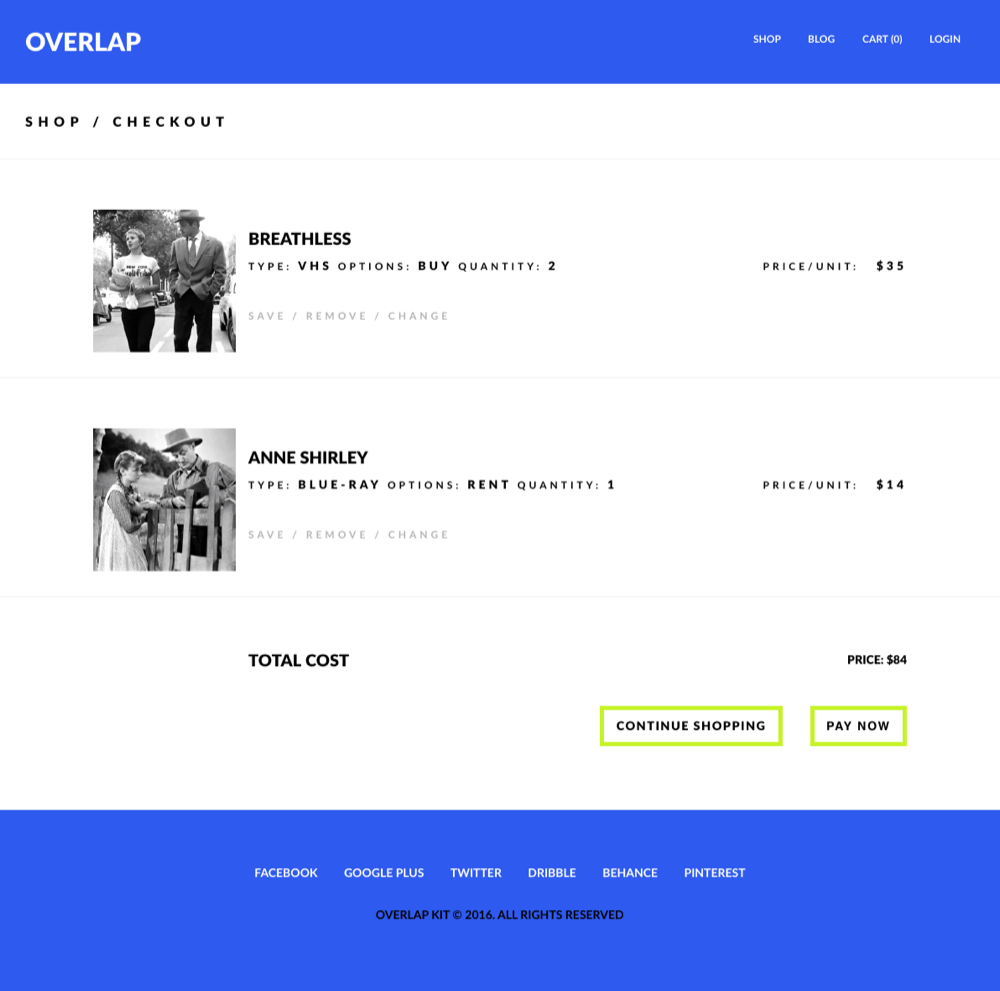 OVERLAP
SHOP BLOG CART (0) LOGIN
SHOP / CHECKOUT
BREATHLESS
TYPE: VHS OPTIONS: BUY QUANTITY: 2 PRICE/UNIT: $35
SAVE / REMOVE / CHANGE
ANNE SHIRLEY
TYPE: BLUE-RAY OPTIONS: RENT QUANTITY: 1 PRICE/UNIT: $14
SAVE / REMOVE / CHANGE
TOTAL COST PRICE: $84
CONTINUE SHOPPING PAY NOW
FACEBOOK GOOGLE PLUS TWITTER DRIBBLE BEHANCE PINTEREST
OVERLAP KIT © 2016. ALL RIGHTS RESERVED